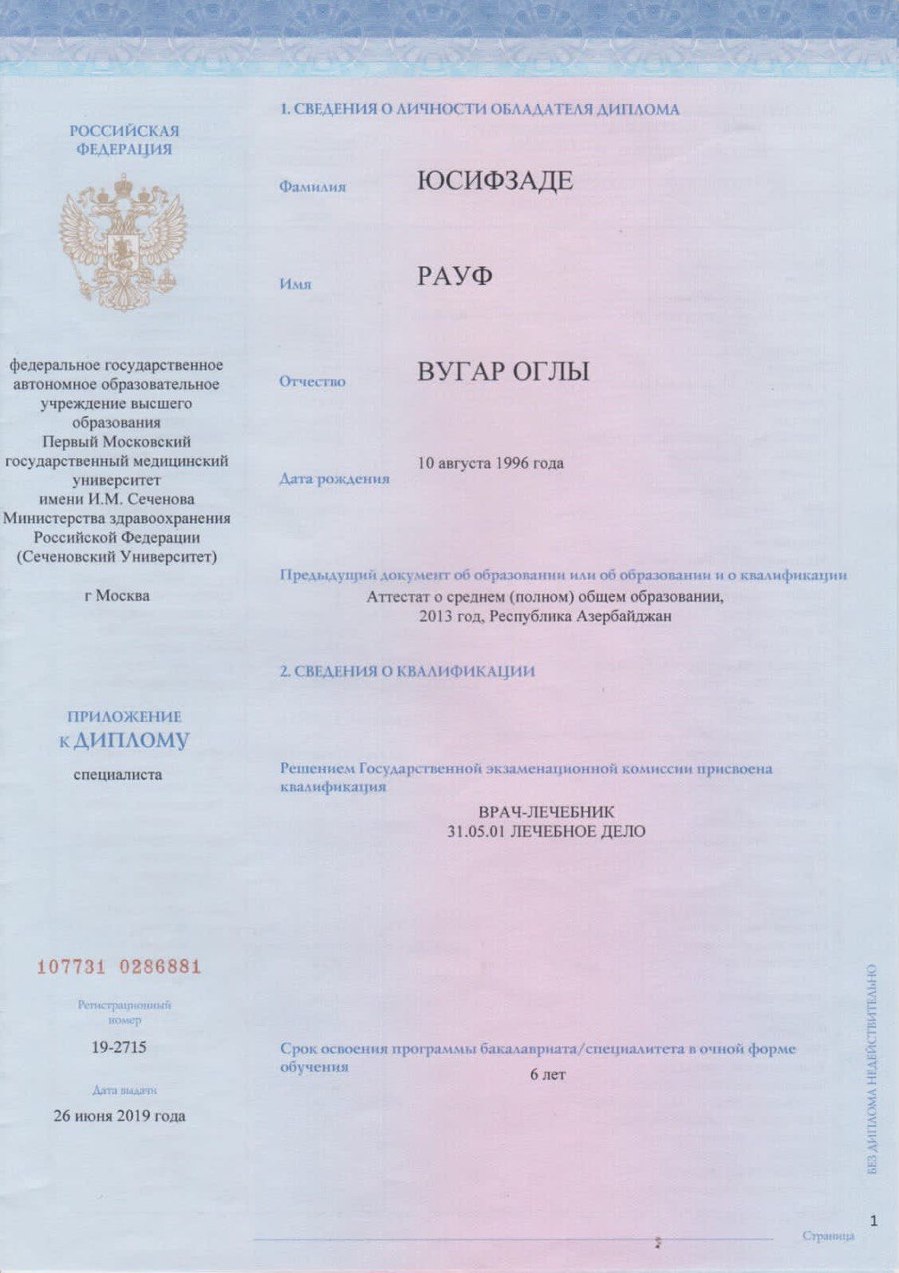 РОССИЙСКАЯ
ФЕДЕРАЦИЯ
федеральное государственное
автономное образовательное
учреждение высшего
образования
Первый Московский
государственный медицинский
университет
имени И.М. Сеченова
Министерства здравоохранения
Российской Федерации
(Сеченовский Университет)
г Москва
ПРИЛОЖЕНИЕ
к ДИПЛОМУ
специалиста
107731 0286881
Регистрационный
номер
19-2715
Дата выдачи
26 июня 2019 года
1. СВЕДЕНИЯ О ЛИЧНОСТИ ОБЛАДАТЕЛЯ ДИПЛОМА
Фамилия ЮСИФЗАДЕ
Имя РАУФ
Отчество ВУГАР ОГЛЫ
Дата рождения 10 августа 1996 года
Предыдущий документ об образовании или об образовании и о квалификации
Аттестат о среднем (полном) общем образовании,
2013 год, Республика Азербайджан
2. СВЕДЕНИЯ О КВАЛИФИКАЦИИ
Решением Государственной экзаменационной комиссии присвоена
квалификация
ВРАЧ-ЛЕЧЕБНИК
31.05.01 ЛЕЧЕБНОЕ ДЕЛО
Срок освоения программы бакалавриата/специалитета в очной форме
обучения
6 лет
БЕЗ ДИПЛОМА НЕДЕЙСТВИТЕЛЬНО
Страница 1